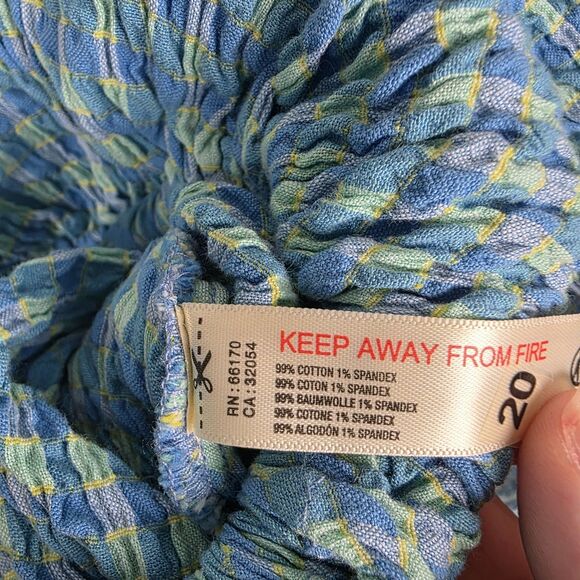 RN: 66170
CA: 32054
KEEP AWAY FROM FIRE
99% COTTON 1% SPANDEX
99% COTON 1% SPANDEX
99% BAUMWOLLE 1% SPANDEX
99% COTONE 1% SPANDEX
99% ALGODÓN 1% SPANDEX
20